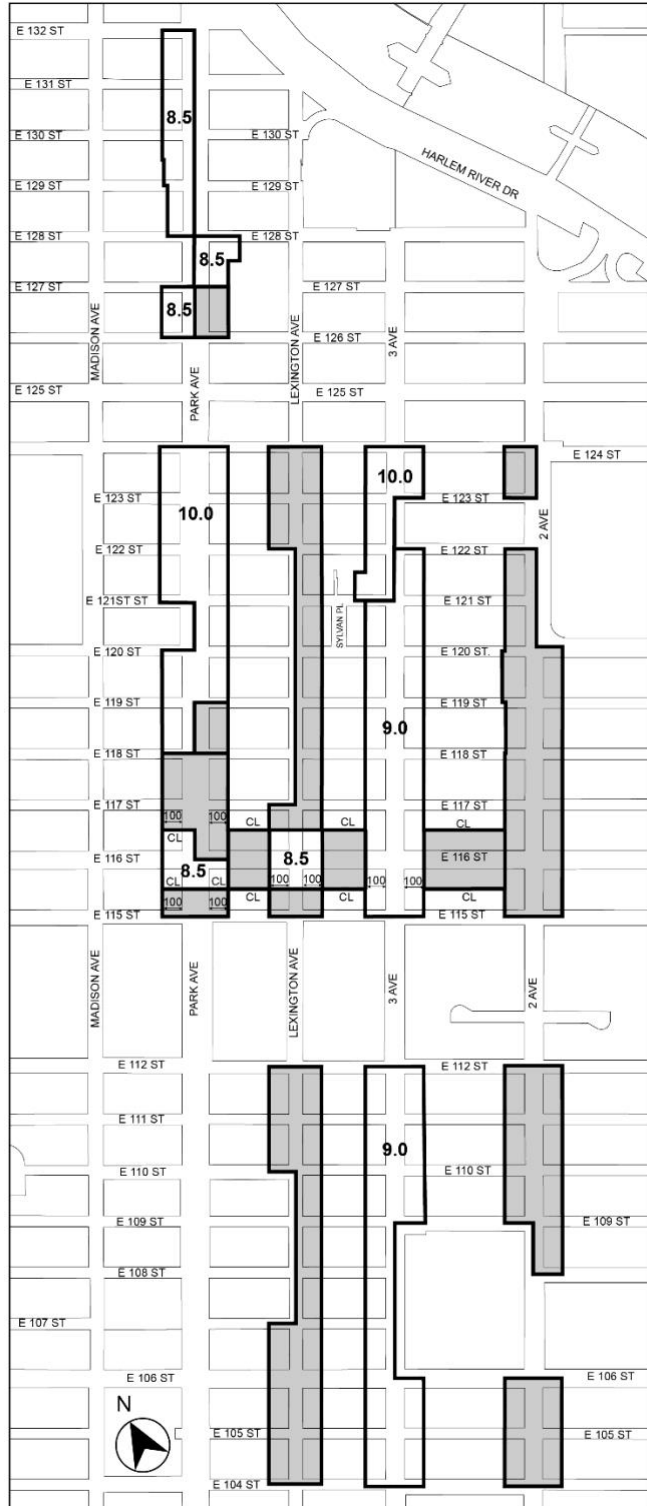 E 132 ST
E 131 ST
8.5
E 130 ST E 130 ST
HARLEM RIVER DR
E 129 ST E 129 ST
E 128 ST E 128 ST
8.5
E 127 ST E 127 ST
8.5
E 126 ST
MADISON AVE
PARK AVE
LEXINGTON AVE
3 AVE
E 125 ST E 125 ST
E 124 ST
10.0
E 123 ST E 123 ST
10.0
2 AVE
E 122 ST E 122 ST
E 121ST ST E 121 ST
SYLVAN PL
E 120 ST E 120 ST.
E 119 ST E 119 ST
9.0
E 118 ST E 118 ST
E 117 ST E 117 ST
100 100 CL CL CL
CL
E 116 ST 8.5 E 116 ST
8.5
CL CL 100 100 100 100
CL CL CL
100 100
E 115 ST E 115 ST
MADISON AVE
PARK AVE
LEXINGTON AVE
3 AVE
2 AVE
E 112 ST E 112 ST
E 111 ST
9.0
E 110 ST E 110 ST
E 109 ST E 109 ST
E 108 ST
E 107 ST
E 106 ST E 106 ST
N
E 105 ST E 105 ST
E 104 ST